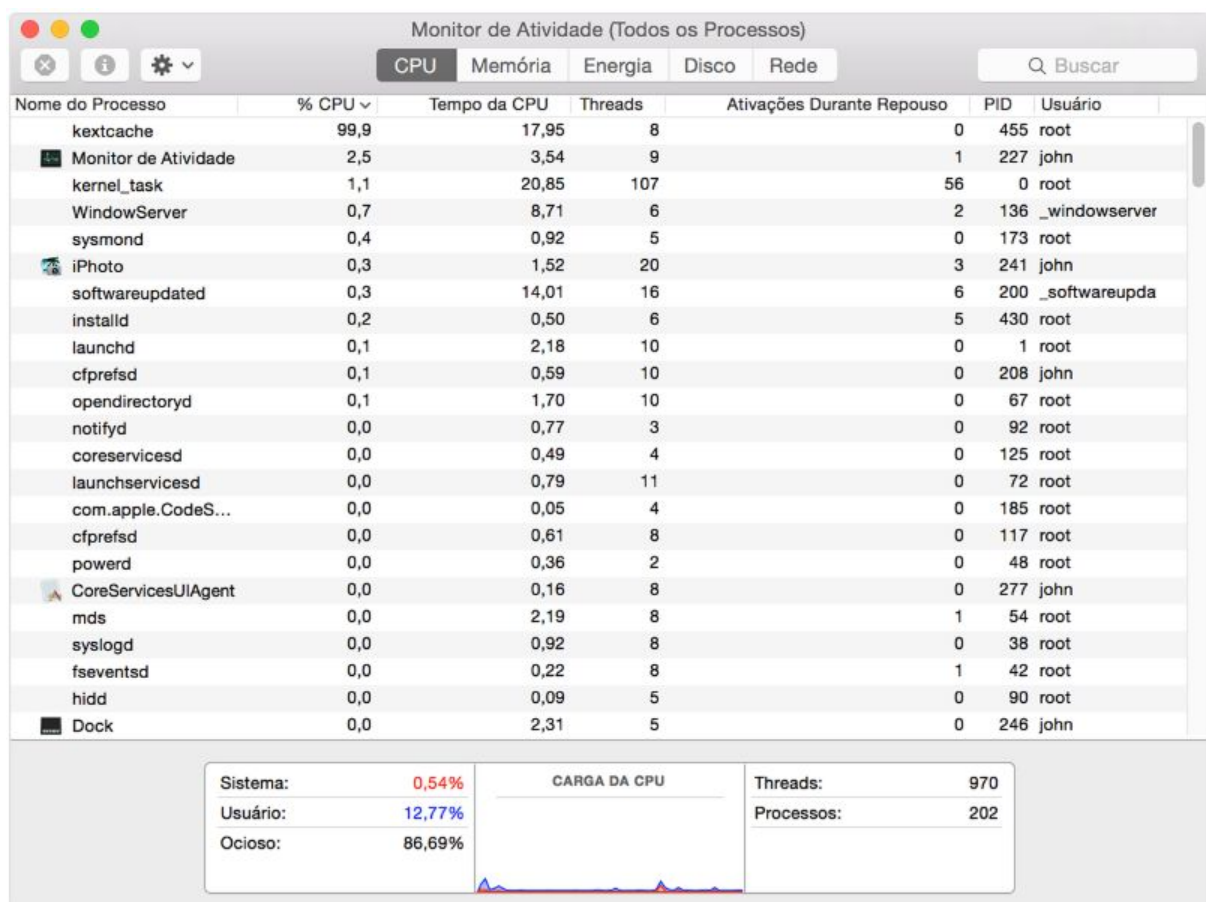 Monitor de Atividade (Todos os Processos)
CPU Memória Energia Disco Rede Buscar
Nome do Processo % CPU Tempo da CPU Threads Ativações Durante Repouso PID Usuário
kextcache 99,9 17,95 8 0 455 root
Monitor de Atividade 2,5 3,54 9 1 227 john
kernel_task 1,1 20,85 107 56 0 root
WindowServer 0,7 8,71 6 2 136 _windowserver
sysmond 0,4 0,92 5 0 173 root
iPhoto 0,3 1,52 20 3 241 john
softwareupdated 0,3 14,01 16 6 200 _softwareupda
installd 0,2 0,50 6 5 430 root
launchd 0,1 2,18 10 0 1 root
cfprefsd 0,1 0,59 10 0 208 john
opendirectoryd 0,1 1,70 10 0 67 root
notifyd 0,0 0,77 3 0 92 root
coreservicesd 0,0 0,49 4 0 125 root
launchservicesd 0,0 0,79 11 0 72 root
com.apple.CodeS... 0,0 0,05 4 0 185 root
cfprefsd 0,0 0,61 8 0 117 root
powerd 0,0 0,36 2 0 48 root
CoreServicesUIAgent 0,0 0,16 8 0 277 john
mds 0,0 2,19 8 1 54 root
syslogd 0,0 0,92 8 0 38 root
fseventsd 0,0 0,22 8 1 42 root
hidd 0,0 0,09 5 0 90 root
Dock 0,0 2,31 5 0 246 john
Sistema: 0,54% CARGA DA CPU Threads: 970
Usuário: 12,77% Processos: 202
Ocioso: 86,69%